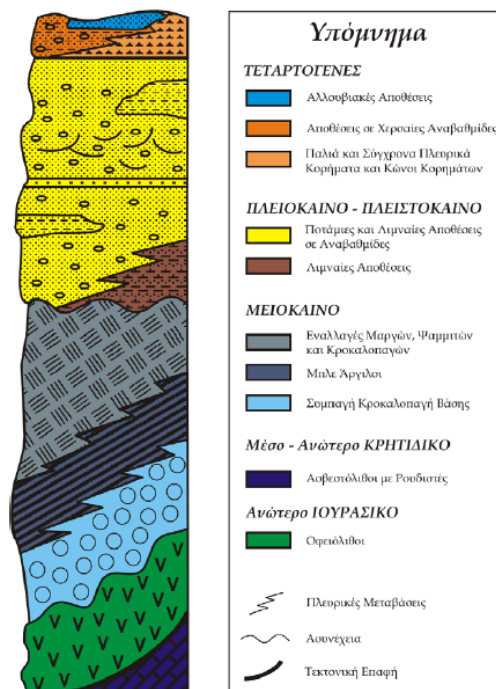 Υπόμνημα
ΤΕΤΑΡΤΟΓΕΝΕΣ
Αλλουβιακές Αποθέσεις
Αποθέσεις σε Χερσαίες Αναβαθμίδες
Παλιά και Σύγχρονα Πλευρικά
Κορήματα και Κώνοι Κορημάτων
ΠΛΕΙΟΚΑΙΝΟ - ΠΛΕΙΣΤΟΚΑΙΝΟ
Ποτάμιες και Λιμναίες Αποθέσεις
σε Αναβαθμίδες
Λιμναίες Αποθέσεις
ΜΕΙΟΚΑΙΝΟ
Εναλλαγές Μαργών, Ψαμμιτών
και Κροκαλοπαγών
Μπλε Άργιλοι
Συμπαγή Κροκαλοπαγή Βάσης
Μέσο - Ανώτερο ΚΡΗΤΙΔΙΚΟ
Ασβεστόλιθοι με Ρουδιστές
Ανώτερο ΙΟΥΡΑΣΙΚΟ
Οφειόλιθοι
Πλευρικές Μεταβάσεις
Ασυνέχεια
Τεκτονική Επαφή